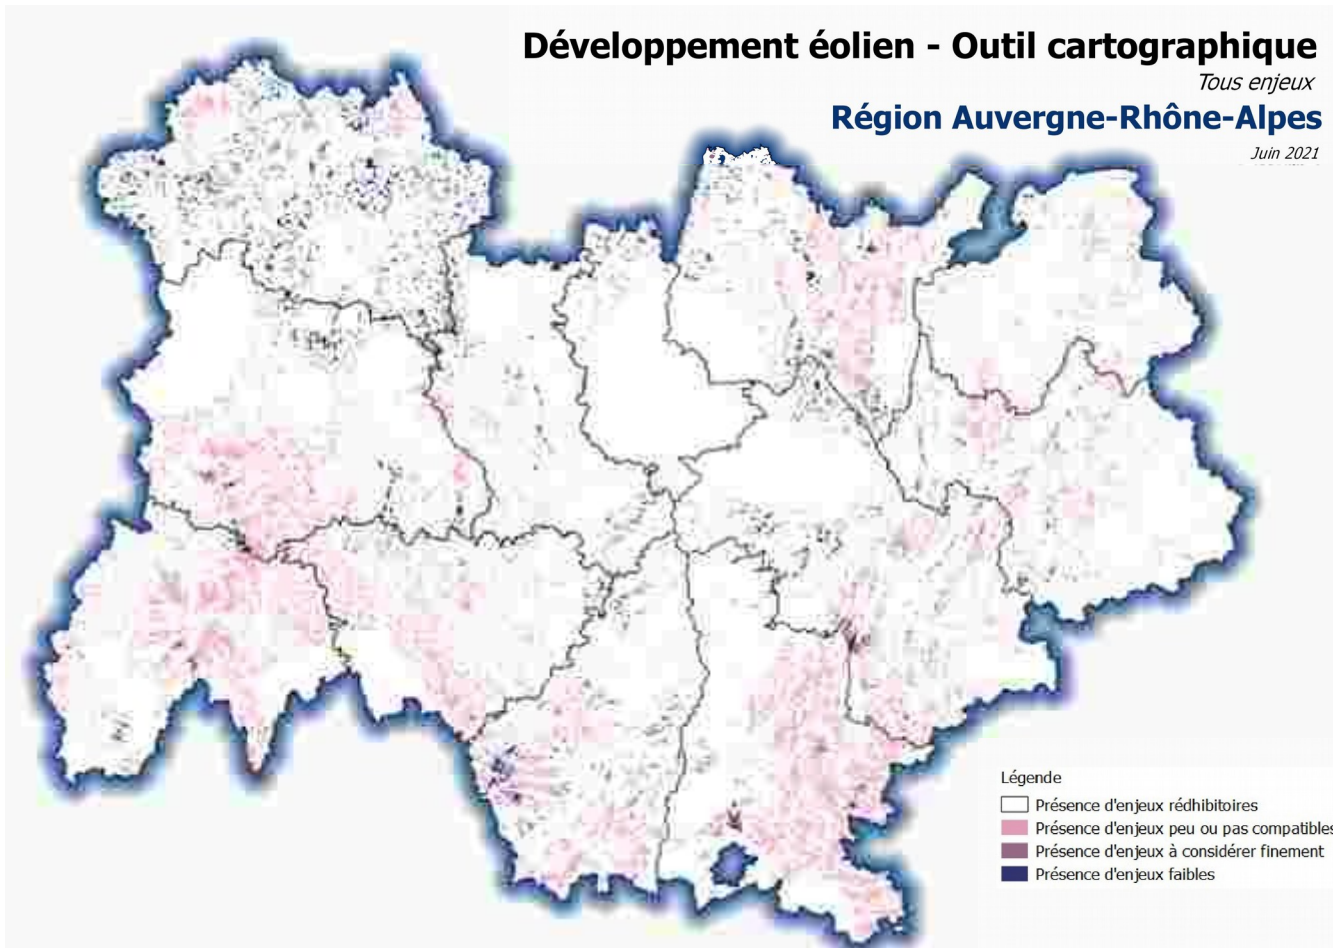 Développement éolien - Outil cartographique
Tous enjeux
Région Auvergne-Rhône-Alpes
Juin 2021
Légende
Présence d'enjeux rédhibitoires
Présence d'enjeux peu ou pas compatibles
Présence d'enjeux à considérer finement
Présence d'enjeux faibles